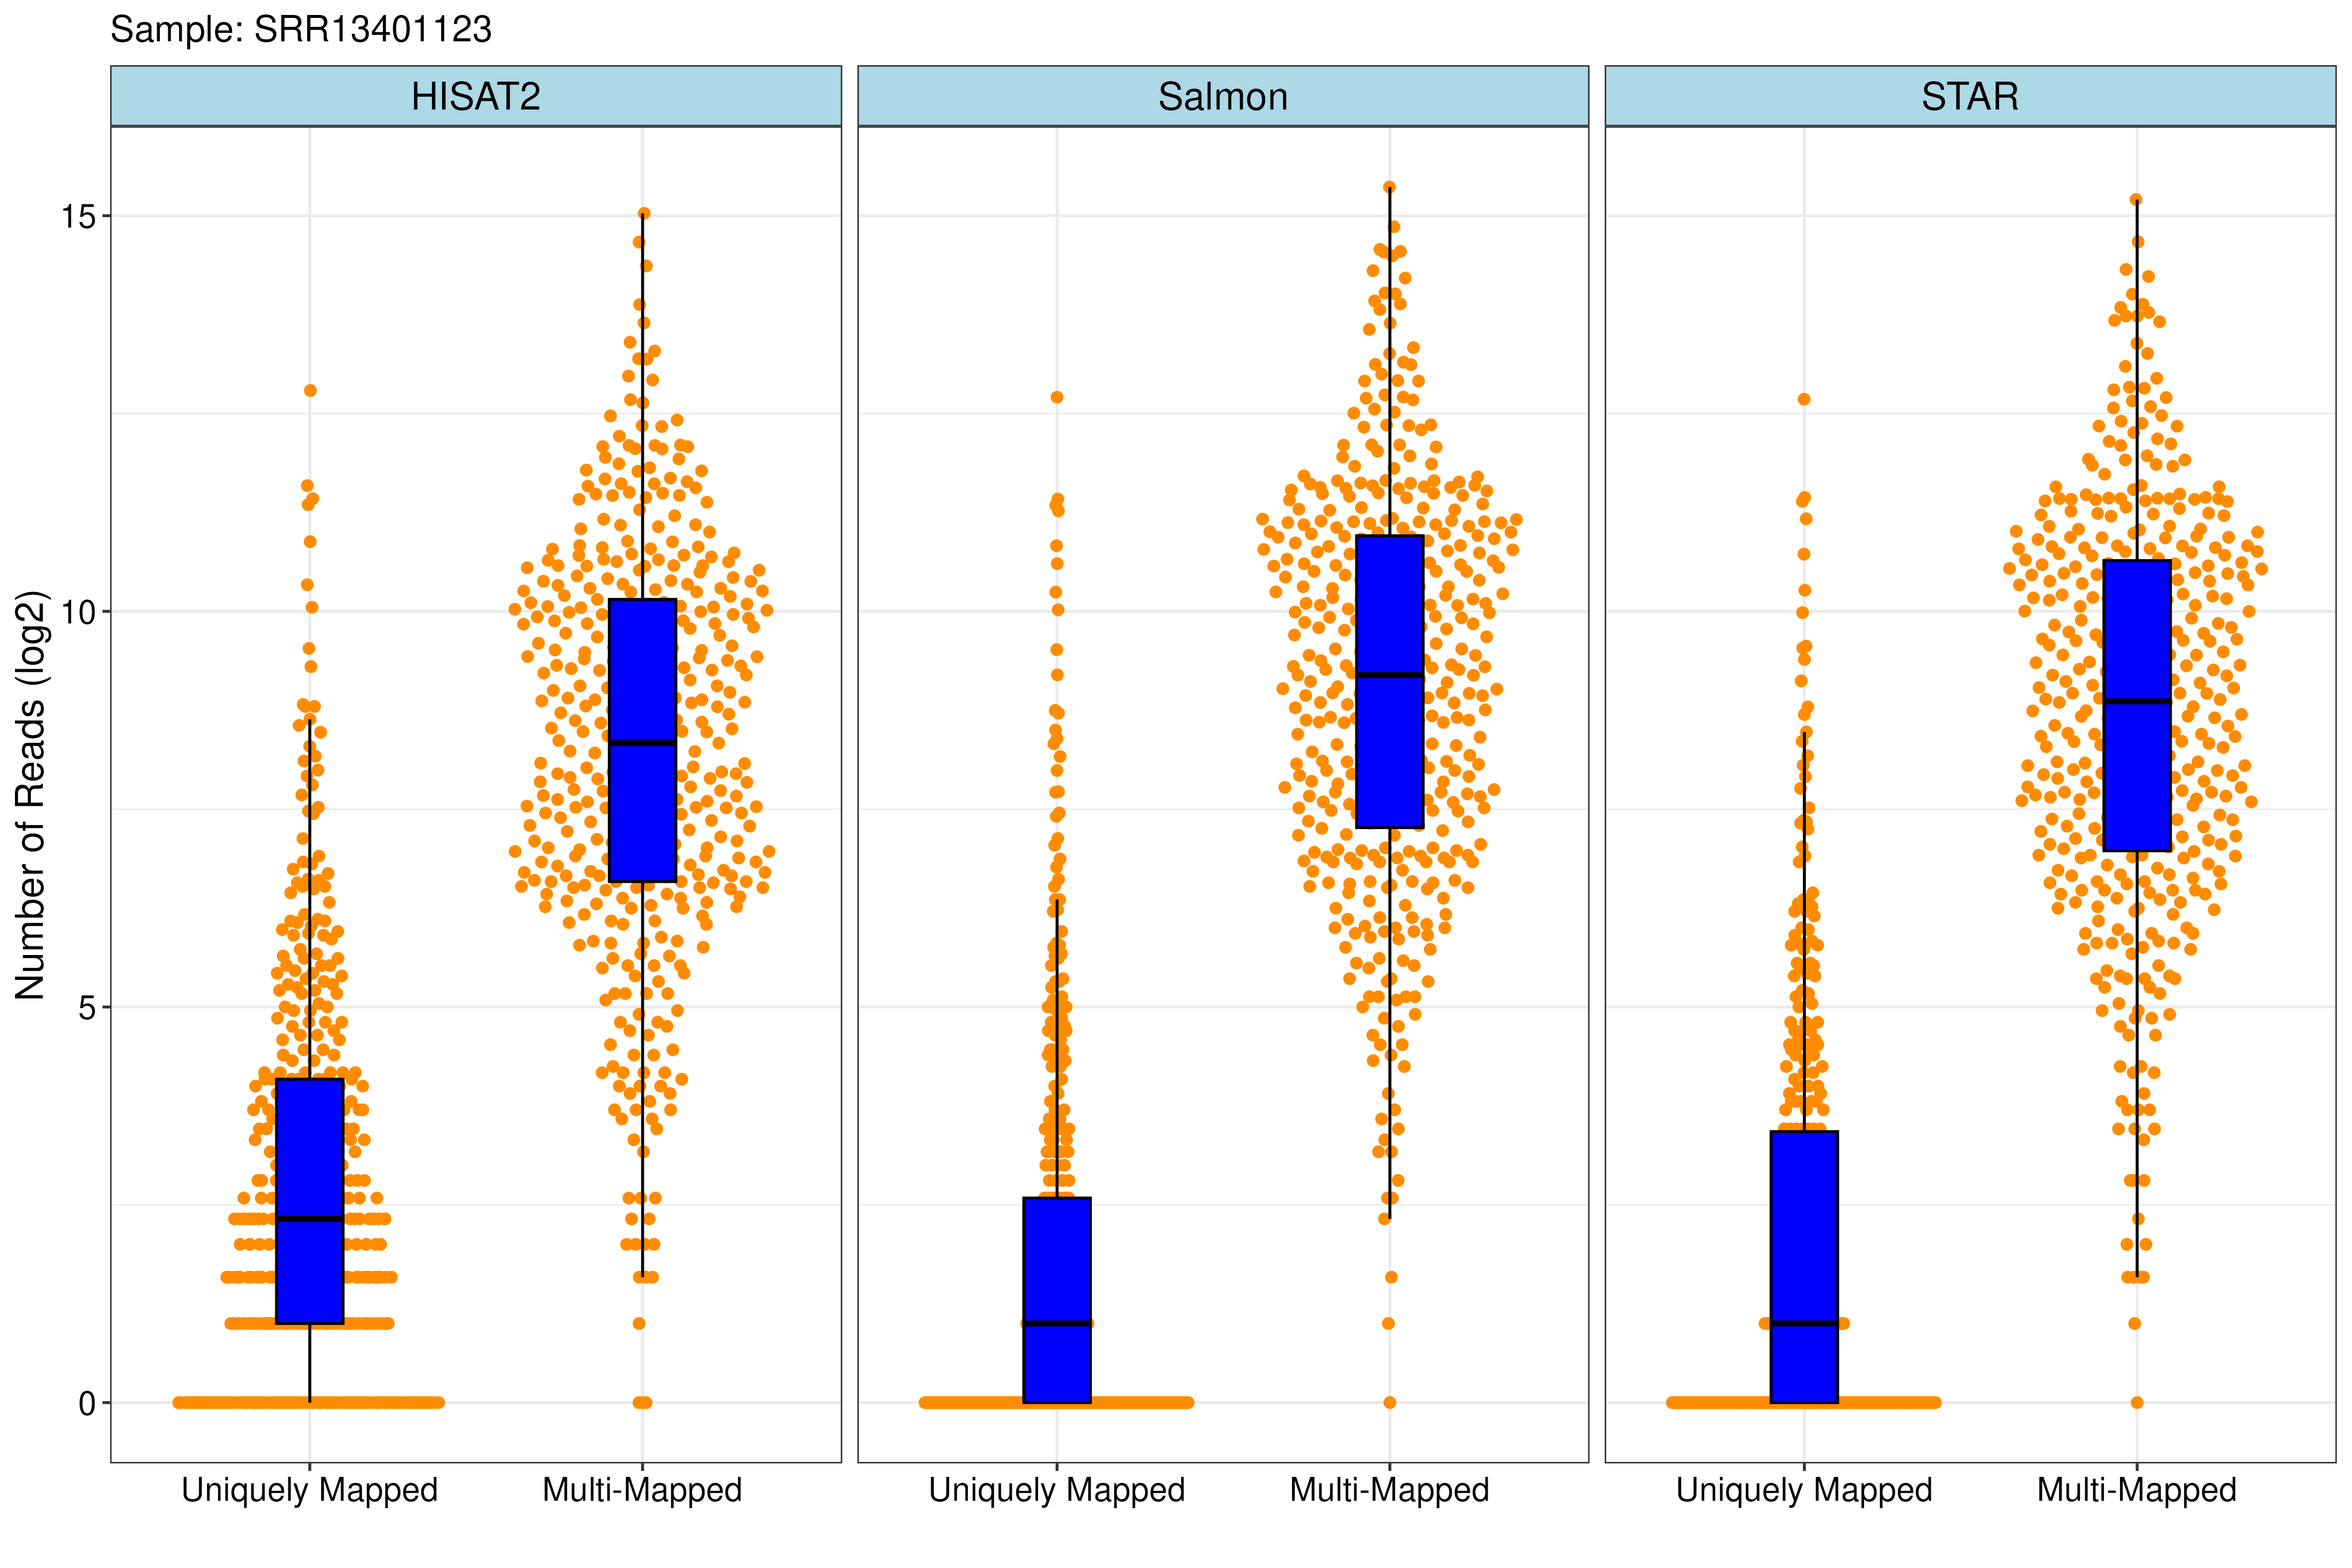 Sample: SRR13401123
HISAT2
Salmon
STAR
Number of Reads (log2)
15
10
5
0
Uniquely Mapped
Multi-Mapped
Uniquely Mapped
Multi-Mapped
Uniquely Mapped
Multi-Mapped